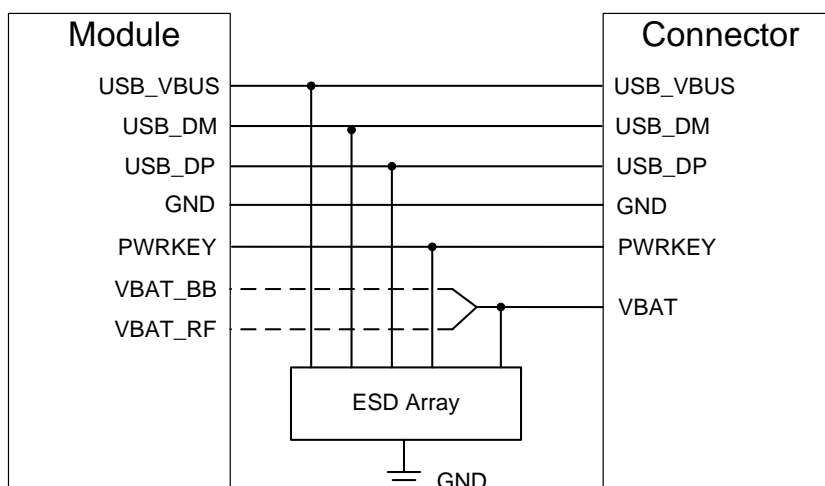 Module
Connector
USB_VBUS
USB_VBUS
USB_DM
USB_DM
USB_DP
USB_DP
GND
GND
PWRKEY
PWRKEY
VBAT_BB
VBAT
VBAT_RF
ESD Array
GND